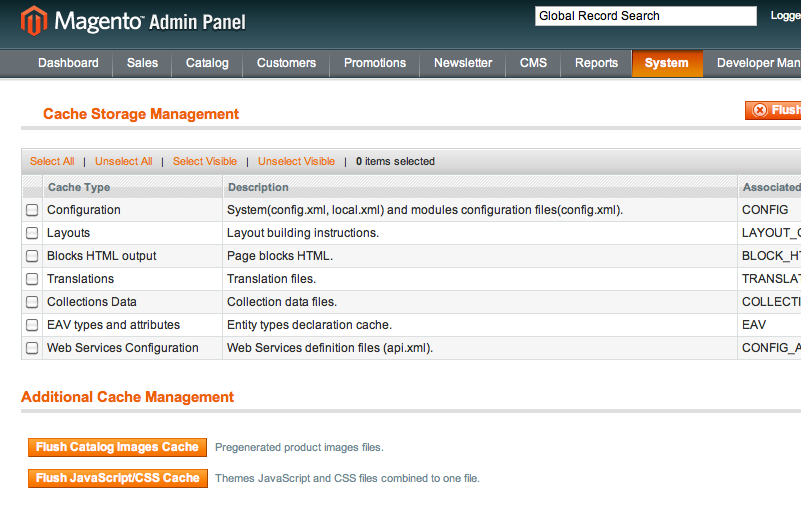 Magento™ Admin Panel
Global Record Search
Logge
Dashboard Sales Catalog Customers Promotions Newsletter CMS Reports System Developer Man
Cache Storage Management
Flush
Select All | Unselect All | Select Visible | Unselect Visible | 0 items selected
Cache Type Description Associated
Configuration System(config.xml, local.xml) and modules configuration files(config.xml). CONFIG
Layouts Layout building instructions. LAYOUT_
Blocks HTML output Page blocks HTML. BLOCK_HT
Translations Translation files. TRANSLAT
Collections Data Collection data files. COLLECTI
EAV types and attributes Entity types declaration cache. EAV
Web Services Configuration Web Services definition files (api.xml). CONFIG_A
Additional Cache Management
Flush Catalog Images Cache Pregenerated product images files.
Flush JavaScript/CSS Cache Themes JavaScript and CSS files combined to one file.